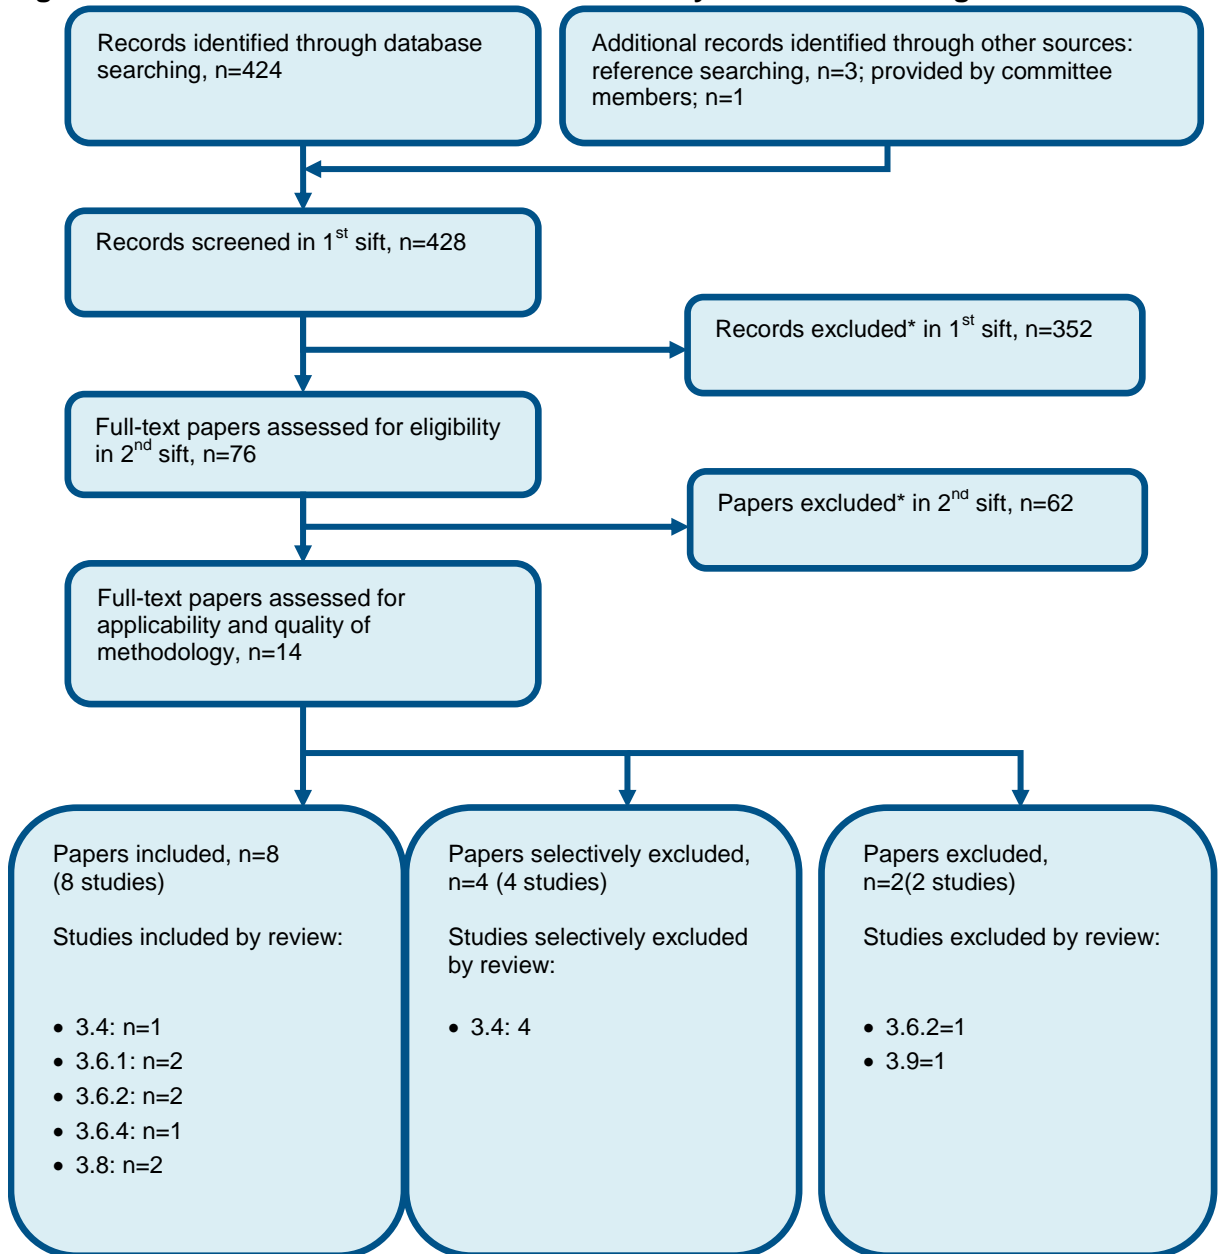 Records identified through database
searching, n=424
Additional records identified through other sources:
reference searching, n=3; provided by committee
members; n=1
Records screened in 1st sift, n=428
Records excluded* in 1st sift, n=352
Full-text papers assessed for eligibility
in 2nd sift, n=76
Papers excluded* in 2nd sift, n=62
Full-text papers assessed for
applicability and quality of
methodology, n=14
Papers included, n=8
(8 studies)
Studies included by review:
• 3.4: n=1
• 3.6.1: n=2
• 3.6.2: n=2
• 3.6.4: n=1
• 3.8: n=2
Papers selectively excluded,
n=4 (4 studies)
Studies selectively excluded
by review:
• 3.4: 4
Papers excluded,
n=2(2 studies)
Studies excluded by review:
• 3.6.2=1
• 3.9=1